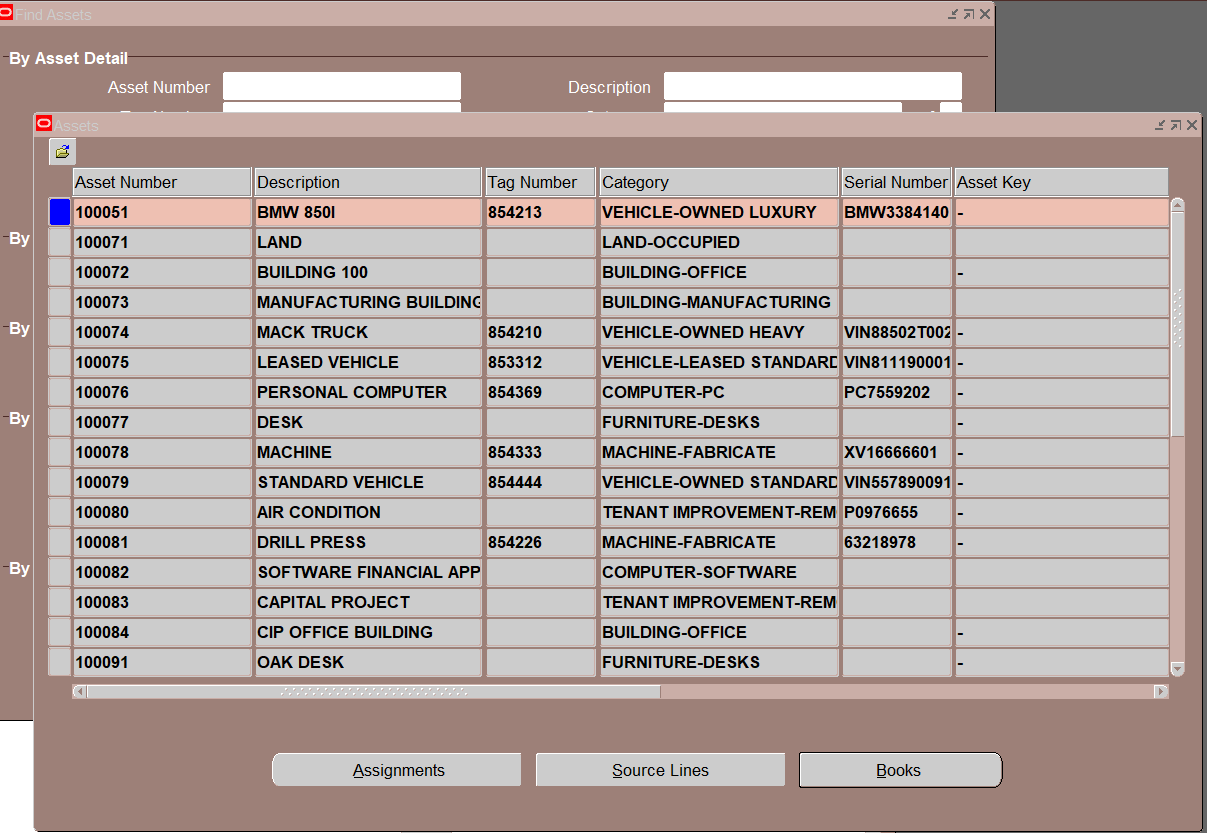 Find Assets
By Asset Detail
Asset Number Description
Assets
Asset Number Description Tag Number Category Serial Number Asset Key
100051 BMW 850I 854213 VEHICLE-OWNED LUXURY BMW3384140 -
100071 LAND LAND-OCCUPIED
By
100072 BUILDING 100 BUILDING-OFFICE -
100073 MANUFACTURING BUILDING BUILDING-MANUFACTURING
By
100074 MACK TRUCK 854210 VEHICLE-OWNED HEAVY VIN88502T002 -
100075 LEASED VEHICLE 853312 VEHICLE-LEASED STANDARD VIN811190001 -
100076 PERSONAL COMPUTER 854369 COMPUTER-PC PC7559202 -
By
100077 DESK FURNITURE-DESKS -
100078 MACHINE 854333 MACHINE-FABRICATE XV16666601 -
100079 STANDARD VEHICLE 854444 VEHICLE-OWNED STANDARD VIN557890091 -
100080 AIR CONDITION TENANT IMPROVEMENT-REM P0976655 -
100081 DRILL PRESS 854226 MACHINE-FABRICATE 63218978 -
By
100082 SOFTWARE FINANCIAL APP COMPUTER-SOFTWARE
100083 CAPITAL PROJECT TENANT IMPROVEMENT-REM
100084 CIP OFFICE BUILDING BUILDING-OFFICE -
100091 OAK DESK FURNITURE-DESKS -
Assignments Source Lines Books